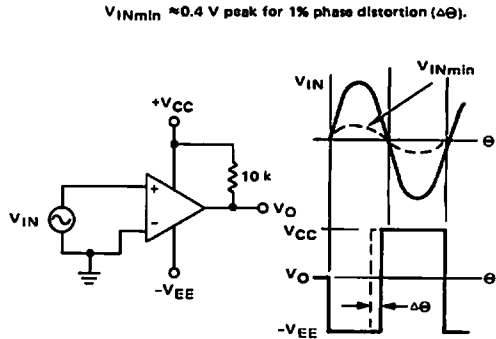 VINmin ≈0.4 V peak for 1% phase distortion (ΔΘ).
+VCC
10 k
VO
+
-
VIN
-VEE
VIN
VINmin
Θ
VCC
VO
Θ
ΔΘ
-VEE